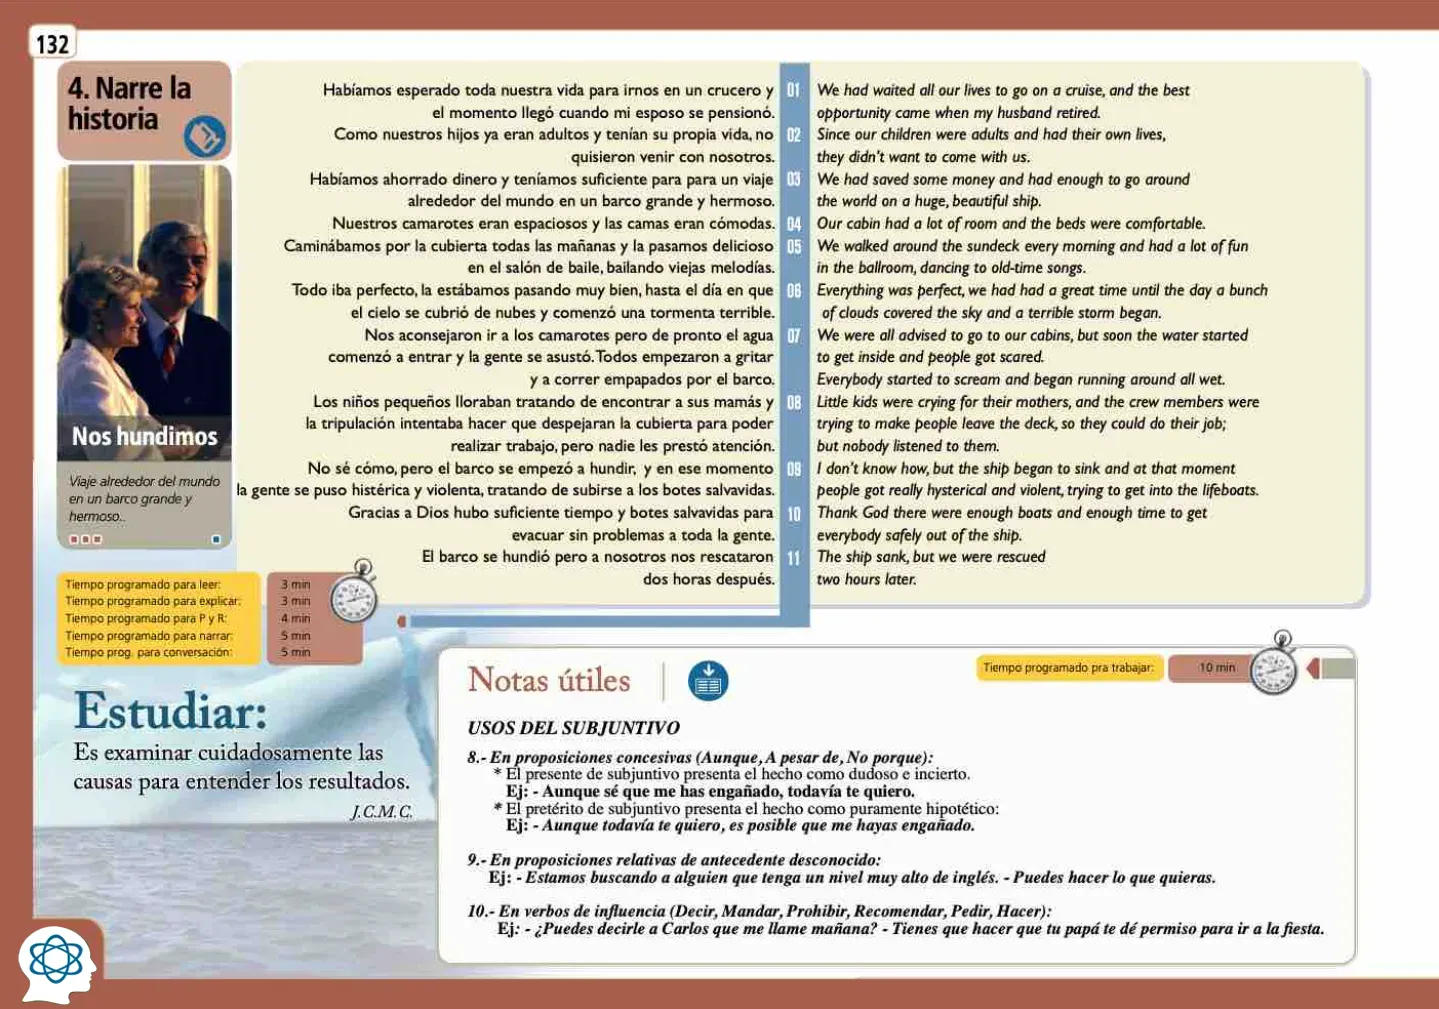 132
4. Narre la
historia
Nos hundimos
Viaje alrededor del mundo
en un barco grande y
hermoso..
Habíamos esperado toda nuestra vida para irnos en un crucero y
el momento llegó cuando mi esposo se pensionó.
Como nuestros hijos ya eran adultos y tenían su propia vida, no
quisieron venir con nosotros.
Habíamos ahorrado dinero y teníamos suficiente para para un viaje
alrededor del mundo en un barco grande y hermoso.
Nuestros camarotes eran espaciosos y las camas eran cómodas.
Caminábamos por la cubierta todas las mañanas y la pasamos delicioso
en el salón de baile, bailando viejas melodías.
Todo iba perfecto, la estábamos pasando muy bien, hasta el día en que
el cielo se cubrió de nubes y comenzó una tormenta terrible.
Nos aconsejaron ir a los camarotes pero de pronto el agua
comenzó a entrar y la gente se asustó. Todos empezaron a gritar
y a correr empapados por el barco.
Los niños pequeños lloraban tratando de encontrar a sus mamás y
la tripulación intentaba hacer que despejaran la cubierta para poder
realizar trabajo, pero nadie les prestó atención.
No sé cómo, pero el barco se empezó a hundir, y en ese momento
la gente se puso histérica y violenta, tratando de subirse a los botes salvavidas.
Gracias a Dios hubo suficiente tiempo y botes salvavidas para
evacuar sin problemas a toda la gente.
El barco se hundió pero a nosotros nos rescataron
dos horas después.
01
02
03
04
05
06
07
08
09
10
11
We had waited all our lives to go on a cruise, and the best
opportunity came when my husband retired.
Since our children were adults and had their own lives,
they didn't want to come with us.
We had saved some money and had enough to go around
the world on a huge, beautiful ship.
Our cabin had a lot of room and the beds were comfortable.
We walked around the sundeck every morning and had a lot of fun
in the ballroom, dancing to old-time songs.
Everything was perfect, we had had a great time until the day a bunch
of clouds covered the sky and a terrible storm began.
We were all advised to go to our cabins, but soon the water started
to get inside and people got scared.
Everybody started to scream and began running around all wet.
Little kids were crying for their mothers, and the crew members were
trying to make people leave the deck, so they could do their job;
but nobody listened to them.
I don't know how, but the ship began to sink and at that moment
people got really hysterical and violent, trying to get into the lifeboats.
Thank God there were enough boats and enough time to get
everybody safely out of the ship.
The ship sank, but we were rescued
two hours later.
Tiempo programado para leer: 3 min
Tiempo programado para explicar: 3 min
Tiempo programado para P y R: 4 min
Tiempo programado para narrar: 5 min
Tiempo prog. para conversación: 5 min
Estudiar:
Es examinar cuidadosamente las
causas para entender los resultados.
J.C.M.C.
Notas útiles
Tiempo programado pra trabajar: 10 min
USOS DEL SUBJUNTIVO
8.- En proposiciones concesivas (Aunque, A pesar de, No porque):
* El presente de subjuntivo presenta el hecho como dudoso e incierto.
Ej: - Aunque sé que me has engañado, todavía te quiero.
* El pretérito de subjuntivo presenta el hecho como puramente hipotético:
Ej: - Aunque todavía te quiero, es posible que me hayas engañado.
9.- En proposiciones relativas de antecedente desconocido:
Ej: - Estamos buscando a alguien que tenga un nivel muy alto de inglés. - Puedes hacer lo que quieras.
10.- En verbos de influencia (Decir, Mandar, Prohibir, Recomendar, Pedir, Hacer):
Ej: - ¿Puedes decirle a Carlos que me llame mañana? - Tienes que hacer que tu papá te dé permiso para ir a la fiesta.